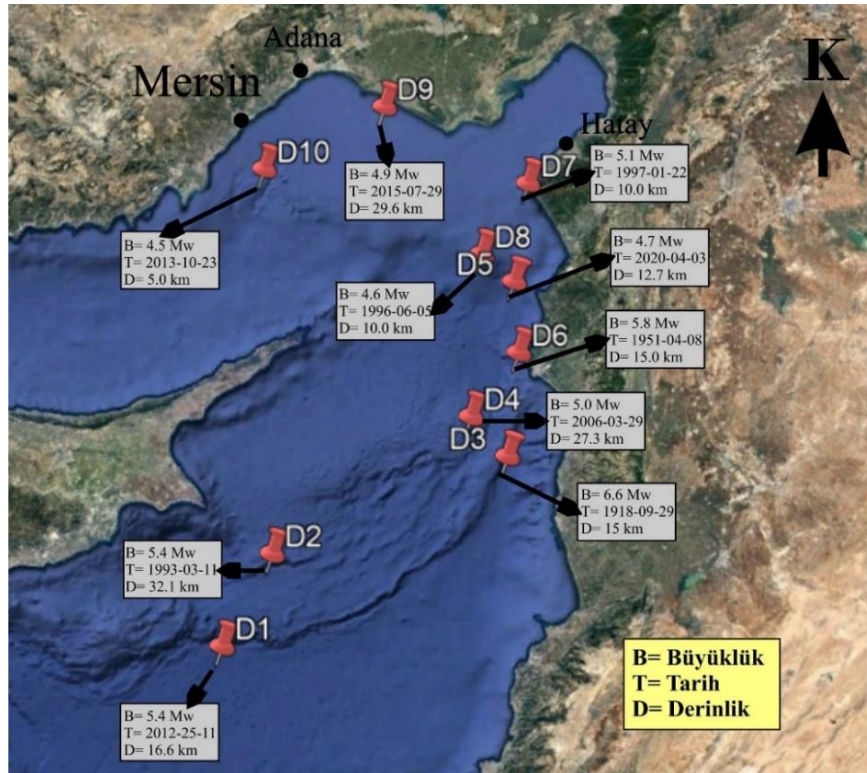 Adana
K
Mersin
D9
Hatay
D10
D7
B= 5.1 Mw
T= 1997-01-22
D= 10.0 km
B= 4.9 Mw
T= 2015-07-29
D= 29.6 km
B= 4.5 Mw
T= 2013-10-23
D= 5.0 km
D8
D5
B= 4.7 Mw
T= 2020-04-03
D= 12.7 km
B= 4.6 Mw
T= 1996-06-05
D= 10.0 km
D6
B= 5.8 Mw
T= 1951-04-08
D= 15.0 km
D4
D3
B= 5.0 Mw
T= 2006-03-29
D= 27.3 km
B= 6.6 Mw
T= 1918-09-29
D= 15 km
D2
B= 5.4 Mw
T= 1993-03-11
D= 32.1 km
D1
B= 5.4 Mw
T= 2012-25-11
D= 16.6 km
B= Büyüklük
T= Tarih
D= Derinlik